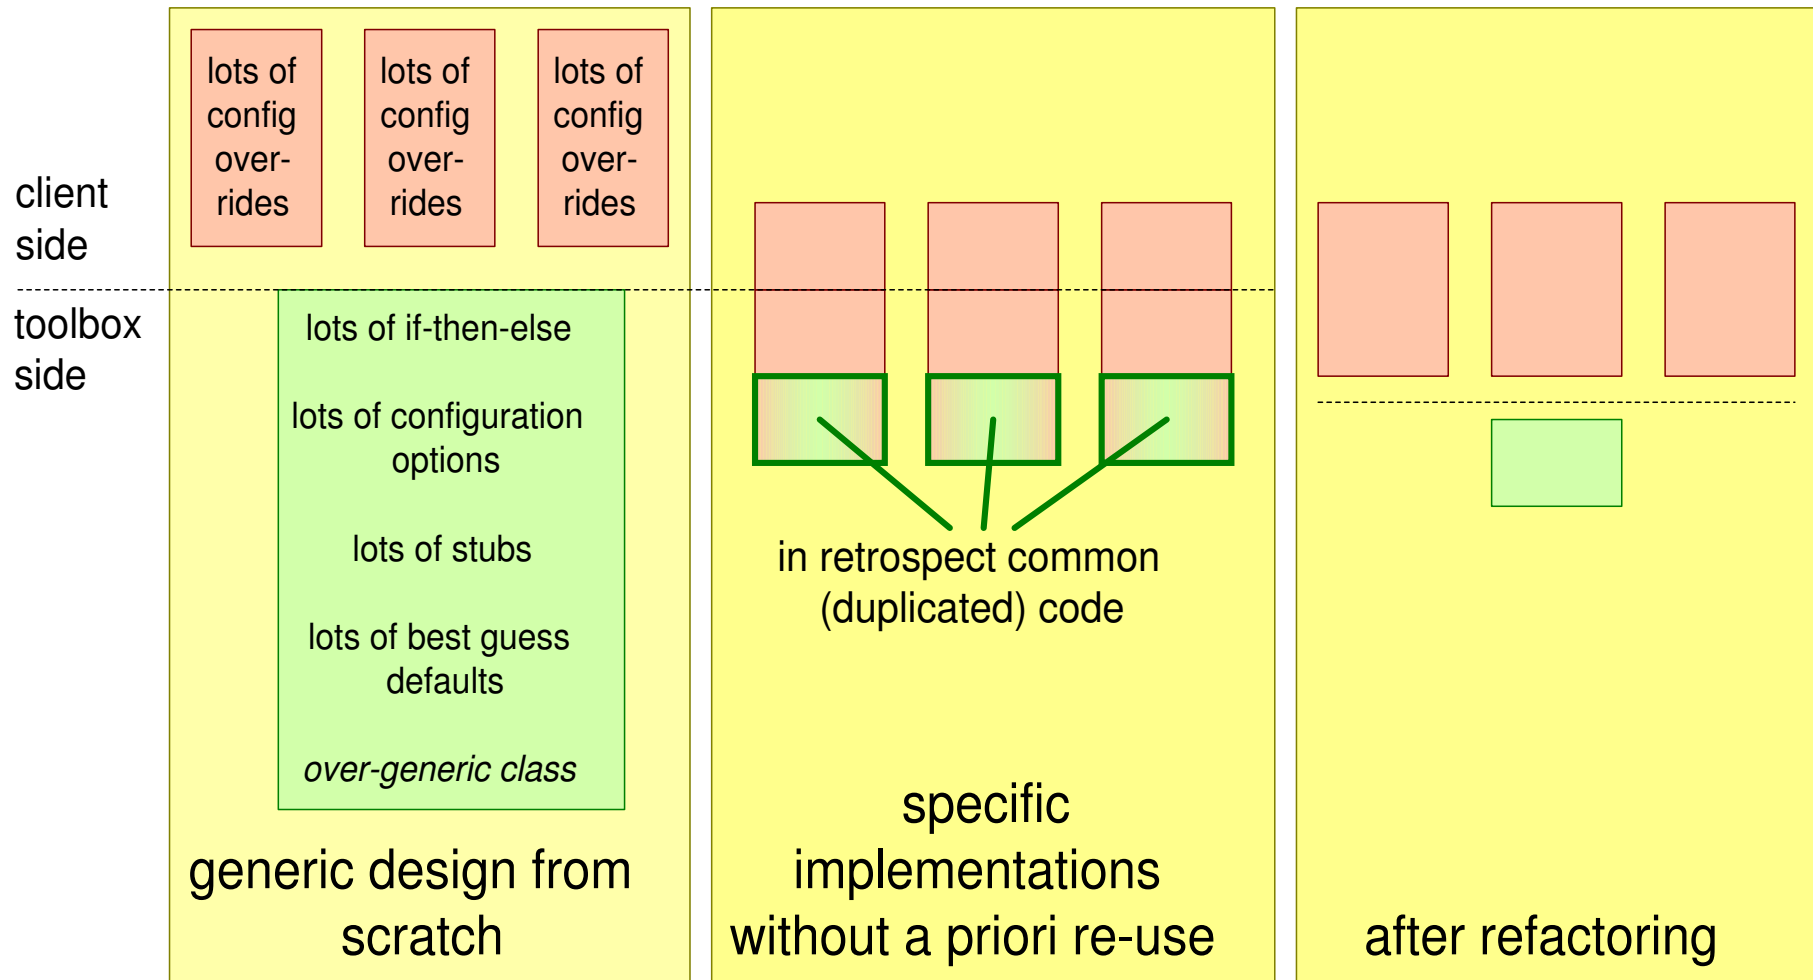 client
side
toolbox
side
lots of
config
over-
rides
lots of
config
over-
rides
lots of
config
over-
rides
lots of if-then-else
lots of configuration
options
lots of stubs
lots of best guess
defaults
over-generic class
generic design from
scratch
in retrospect common
(duplicated) code
specific
implementations
without a priori re-use
after refactoring